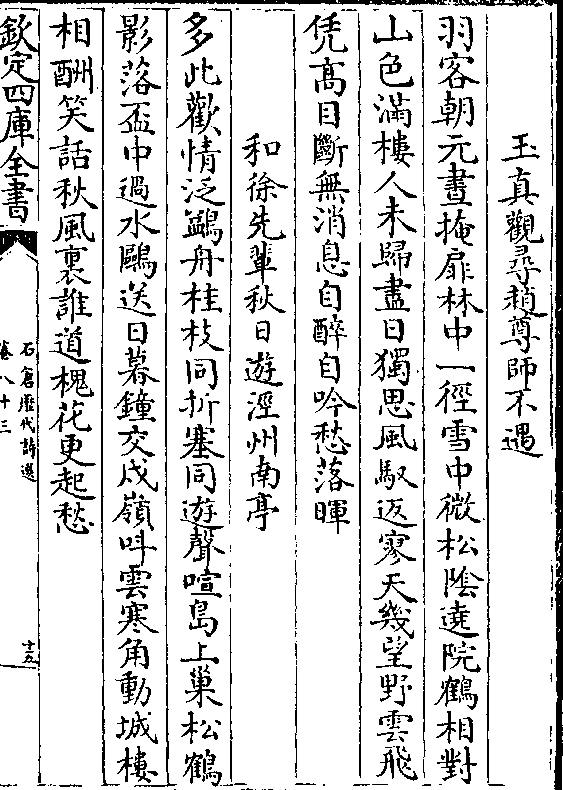 玉真觀尋趙尊師不遇
羽客朝元晝掩扉林中一徑雪中微松陰遶院鶴相對
山色滿樓人未歸盡日獨思風馭返寥天幾望野雲飛
凭高目斷無消息自醉自吟愁落暉
和徐先輩秋日遊涇州南亭
多此歡情泛鷁舟桂枝同折塞同遊聲喧島上巢松鶴
影落盃中過水鷗送日暮鐘交戍嶺呌雲寒角動城樓
相酬笑話秋風裏誰道槐花更起愁
欽定四庫全書
石倉歷代詩選
卷八十三
十五